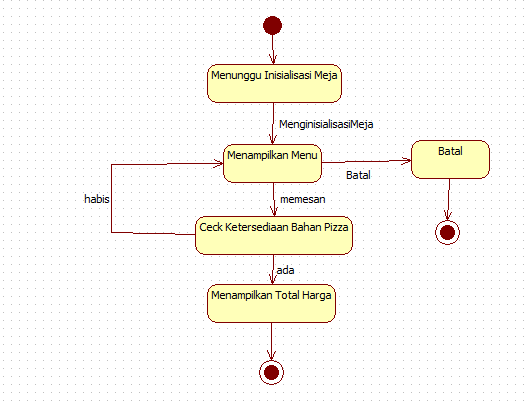 Menunggu Inisialisasi Meja
MenginisialisasiMeja
Menampilkan Menu
Batal
Batal
habis
memesan
Ceck Ketersediaan Bahan Pizza
ada
Menampilkan Total Harga